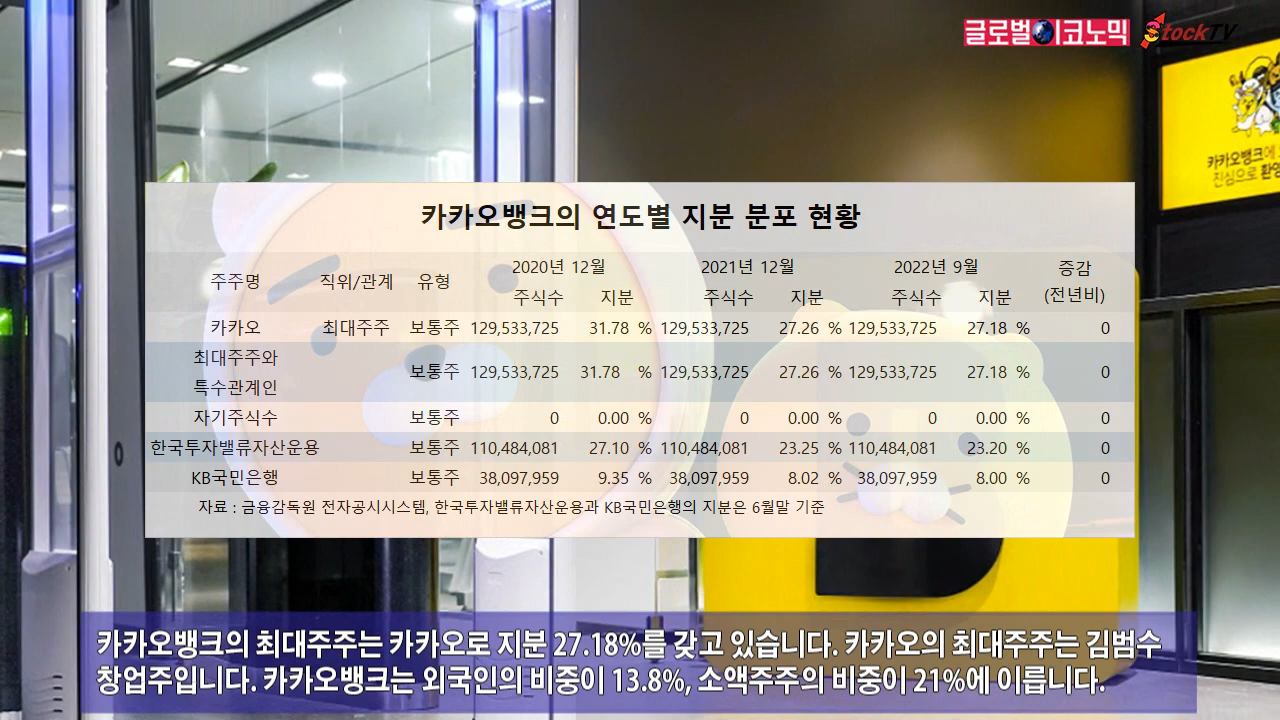 글로벌이코노믹 StockTV
카카오뱅크에
진심으로 환영
카카오뱅크의 연도별 지분 분포 현황
주주명 직위/관계 유형 2020년 12월 2021년 12월 2022년 9월 증감 (전년비)
주식수 지분 주식수 지분 주식수 지분
카카오 최대주주 보통주 129,533,725 31.78 % 129,533,725 27.26 % 129,533,725 27.18 % 0
최대주주와 특수관계인 보통주 129,533,725 31.78 % 129,533,725 27.26 % 129,533,725 27.18 % 0
자기주식수 보통주 0 0.00 % 0 0.00 % 0 0.00 % 0
한국투자밸류자산운용 보통주 110,484,081 27.10 % 110,484,081 23.25 % 110,484,081 23.20 % 0
KB국민은행 보통주 38,097,959 9.35 % 38,097,959 8.02 % 38,097,959 8.00 % 0
자료 : 금융감독원 전자공시시스템, 한국투자밸류자산운용과 KB국민은행의 지분은 6월말 기준
카카오뱅크의 최대주주는 카카오로 지분 27.18%를 갖고 있습니다. 카카오의 최대주주는 김범수
창업주입니다. 카카오뱅크는 외국인의 비중이 13.8%, 소액주주의 비중이 21%에 이릅니다.